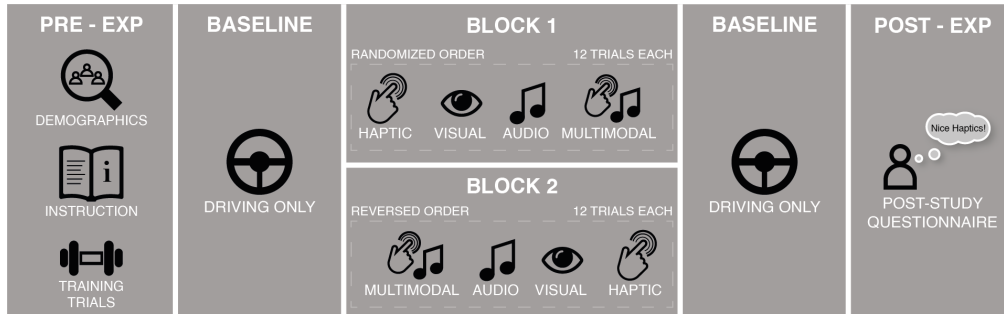 PRE - EXP
DEMOGRAPHICS
i
INSTRUCTION
TRAINING
TRIALS
BASELINE
DRIVING ONLY
BLOCK 1
RANDOMIZED ORDER 12 TRIALS EACH
HAPTIC VISUAL AUDIO MULTIMODAL
BLOCK 2
REVERSED ORDER 12 TRIALS EACH
MULTIMODAL AUDIO VISUAL HAPTIC
BASELINE
DRIVING ONLY
POST - EXP
Nice Haptics!
POST-STUDY
QUESTIONNAIRE